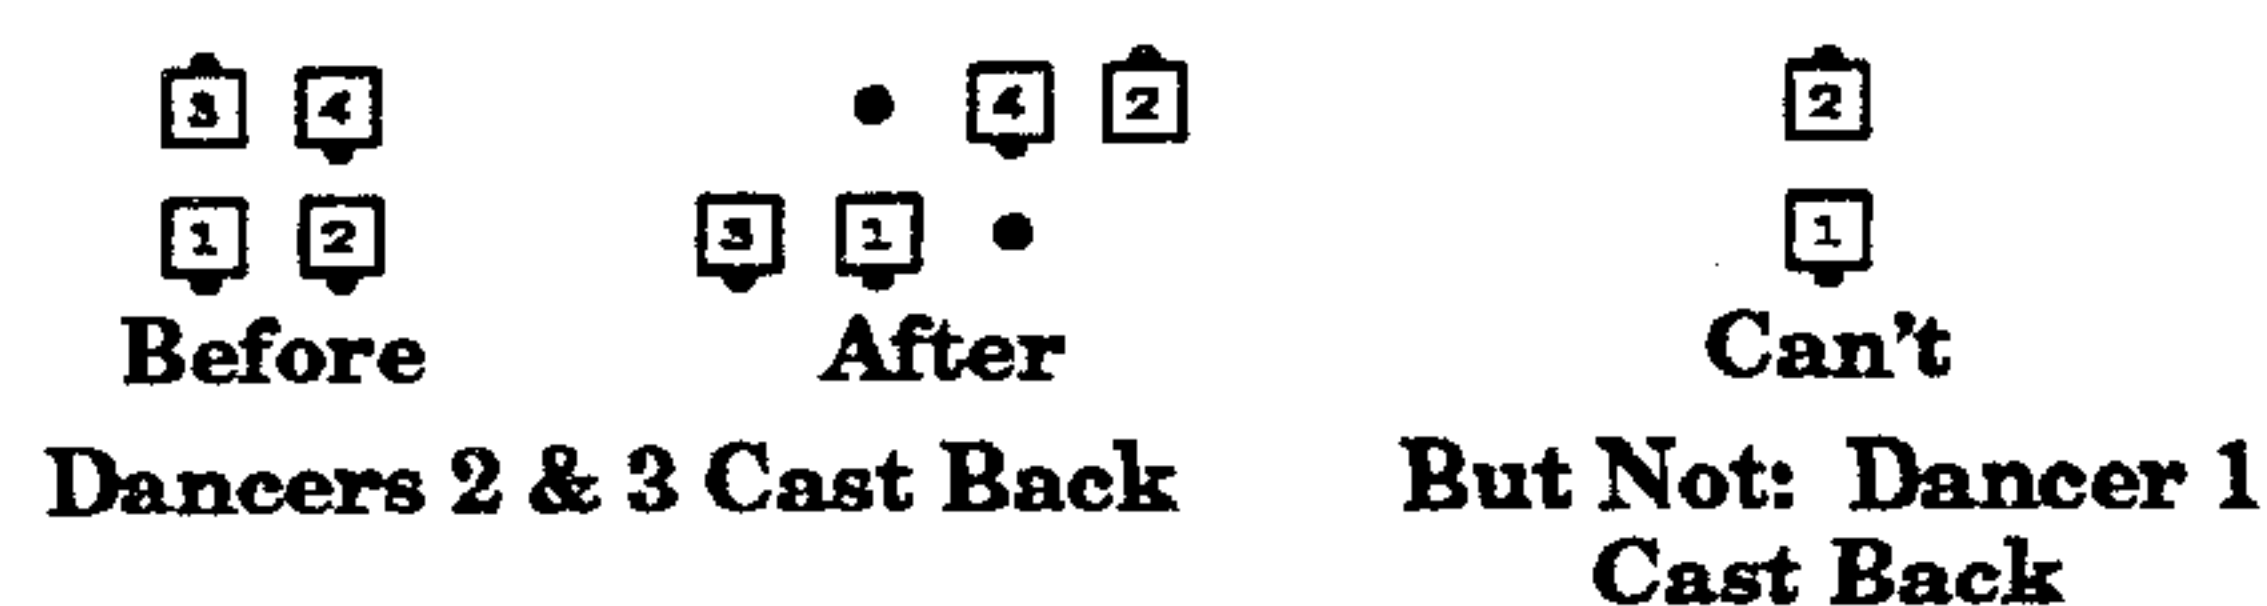 3 4 4 2 2
1 2 3 1 1
Before After Can't
Dancers 2 & 3 Cast Back But Not: Dancer 1
Cast Back